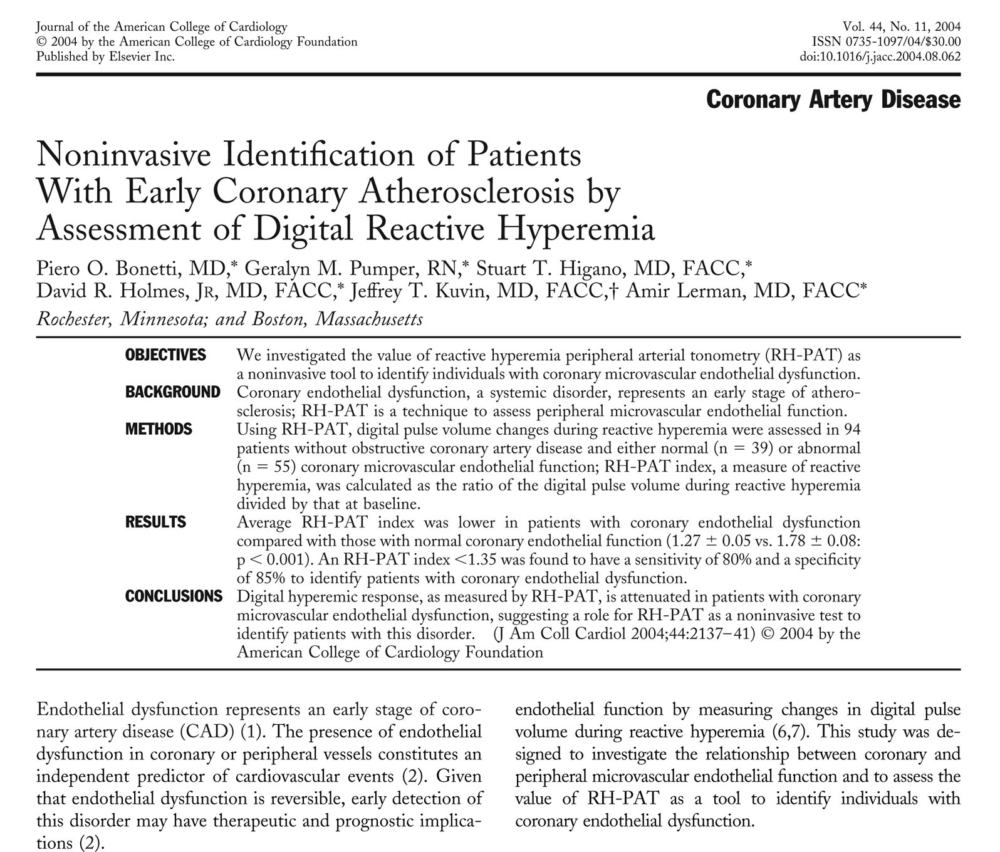 Journal of the American College of Cardiology
© 2004 by the American College of Cardiology Foundation
Published by Elsevier Inc.
Vol. 44, No. 11, 2004
ISSN 0735-1097/04/$30.00
doi:10.1016/j.jacc.2004.08.062
Coronary Artery Disease
Noninvasive Identification of Patients
With Early Coronary Atherosclerosis by
Assessment of Digital Reactive Hyperemia
Piero O. Bonetti, MD,* Geralyn M. Pumper, RN,* Stuart T. Higano, MD, FACC,*
David R. Holmes, JR, MD, FACC,* Jeffrey T. Kuvin, MD, FACC,† Amir Lerman, MD, FACC*
Rochester, Minnesota; and Boston, Massachusetts
OBJECTIVES We investigated the value of reactive hyperemia peripheral arterial tonometry (RH-PAT) as
a noninvasive tool to identify individuals with coronary microvascular endothelial dysfunction.
BACKGROUND Coronary endothelial dysfunction, a systemic disorder, represents an early stage of athero-
sclerosis; RH-PAT is a technique to assess peripheral microvascular endothelial function.
METHODS Using RH-PAT, digital pulse volume changes during reactive hyperemia were assessed in 94
patients without obstructive coronary artery disease and either normal (n = 39) or abnormal
(n = 55) coronary microvascular endothelial function; RH-PAT index, a measure of reactive
hyperemia, was calculated as the ratio of the digital pulse volume during reactive hyperemia
divided by that at baseline.
RESULTS Average RH-PAT index was lower in patients with coronary endothelial dysfunction
compared with those with normal coronary endothelial function (1.27 ± 0.05 vs. 1.78 ± 0.08:
p < 0.001). An RH-PAT index <1.35 was found to have a sensitivity of 80% and a specificity
of 85% to identify patients with coronary endothelial dysfunction.
CONCLUSIONS Digital hyperemic response, as measured by RH-PAT, is attenuated in patients with coronary
microvascular endothelial dysfunction, suggesting a role for RH-PAT as a noninvasive test to
identify patients with this disorder. (J Am Coll Cardiol 2004;44:2137–41) © 2004 by the
American College of Cardiology Foundation
Endothelial dysfunction represents an early stage of coro-
nary artery disease (CAD) (1). The presence of endothelial
dysfunction in coronary or peripheral vessels constitutes an
independent predictor of cardiovascular events (2). Given
that endothelial dysfunction is reversible, early detection of
this disorder may have therapeutic and prognostic implica-
tions (2).
endothelial function by measuring changes in digital pulse
volume during reactive hyperemia (6,7). This study was de-
signed to investigate the relationship between coronary and
peripheral microvascular endothelial function and to assess the
value of RH-PAT as a tool to identify individuals with
coronary endothelial dysfunction.